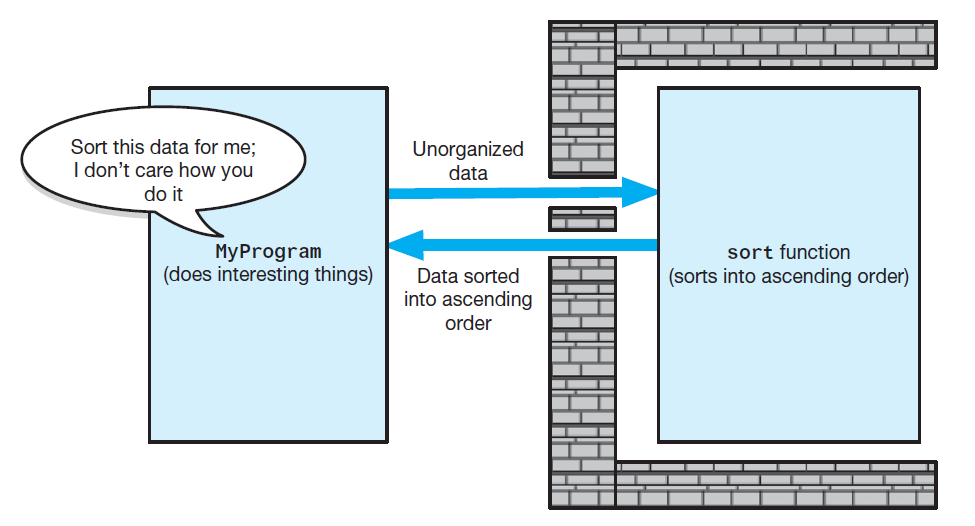 Sort this data for me;
I don’t care how you
do it
MyProgram
(does interesting things)
Unorganized
data
Data sorted
into ascending
order
sort function
(sorts into ascending order)